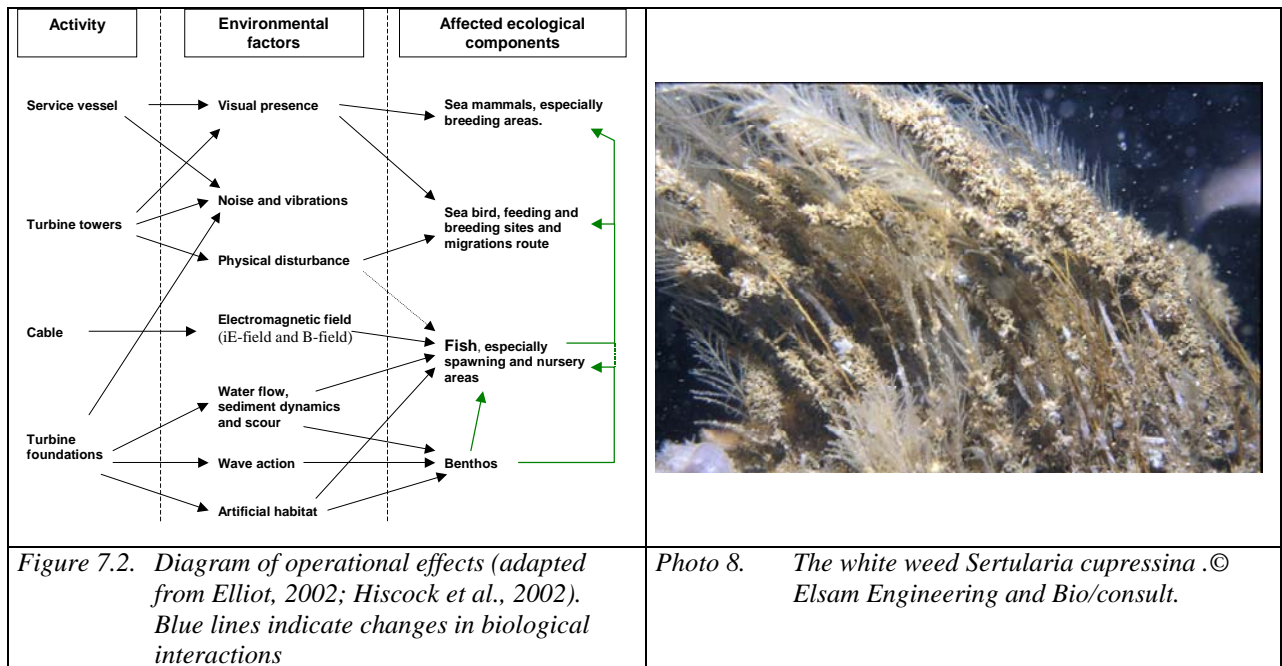 Activity
Environmental
factors
Affected ecological
components
Service vessel
Visual presence
Sea mammals, especially
breeding areas.
Noise and vibrations
Turbine towers
Sea bird, feeding and
breeding sites and
migrations route
Physical disturbance
Cable
Electromagnetic field
(iE-field and B-field)
Fish, especially
spawning and nursery
areas
Water flow,
sediment dynamics
and scour
Turbine
foundations
Wave action
Benthos
Artificial habitat
Figure 7.2. Diagram of operational effects (adapted
from Elliot, 2002; Hiscock et al., 2002).
Blue lines indicate changes in biological
interactions
Photo 8. The white weed Sertularia cupressina .©
Elsam Engineering and Bio/consult.